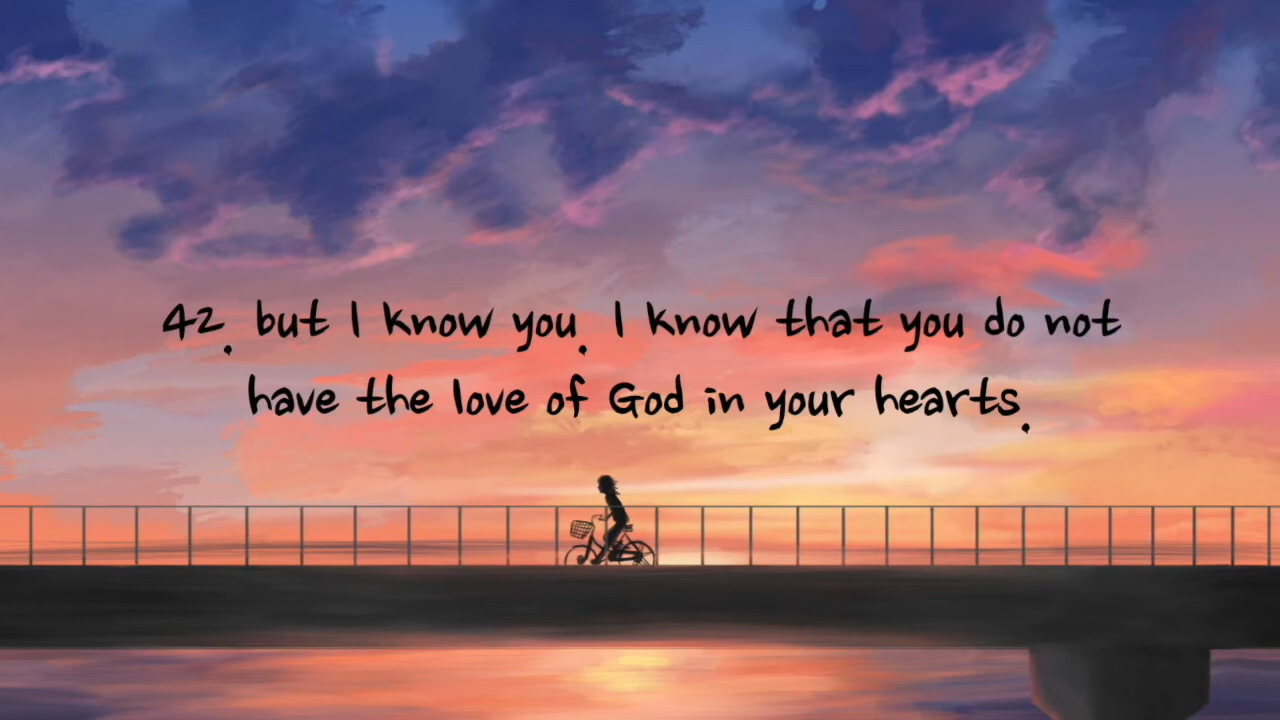 42. but I know you. I know that you do not
have the love of God in your hearts.